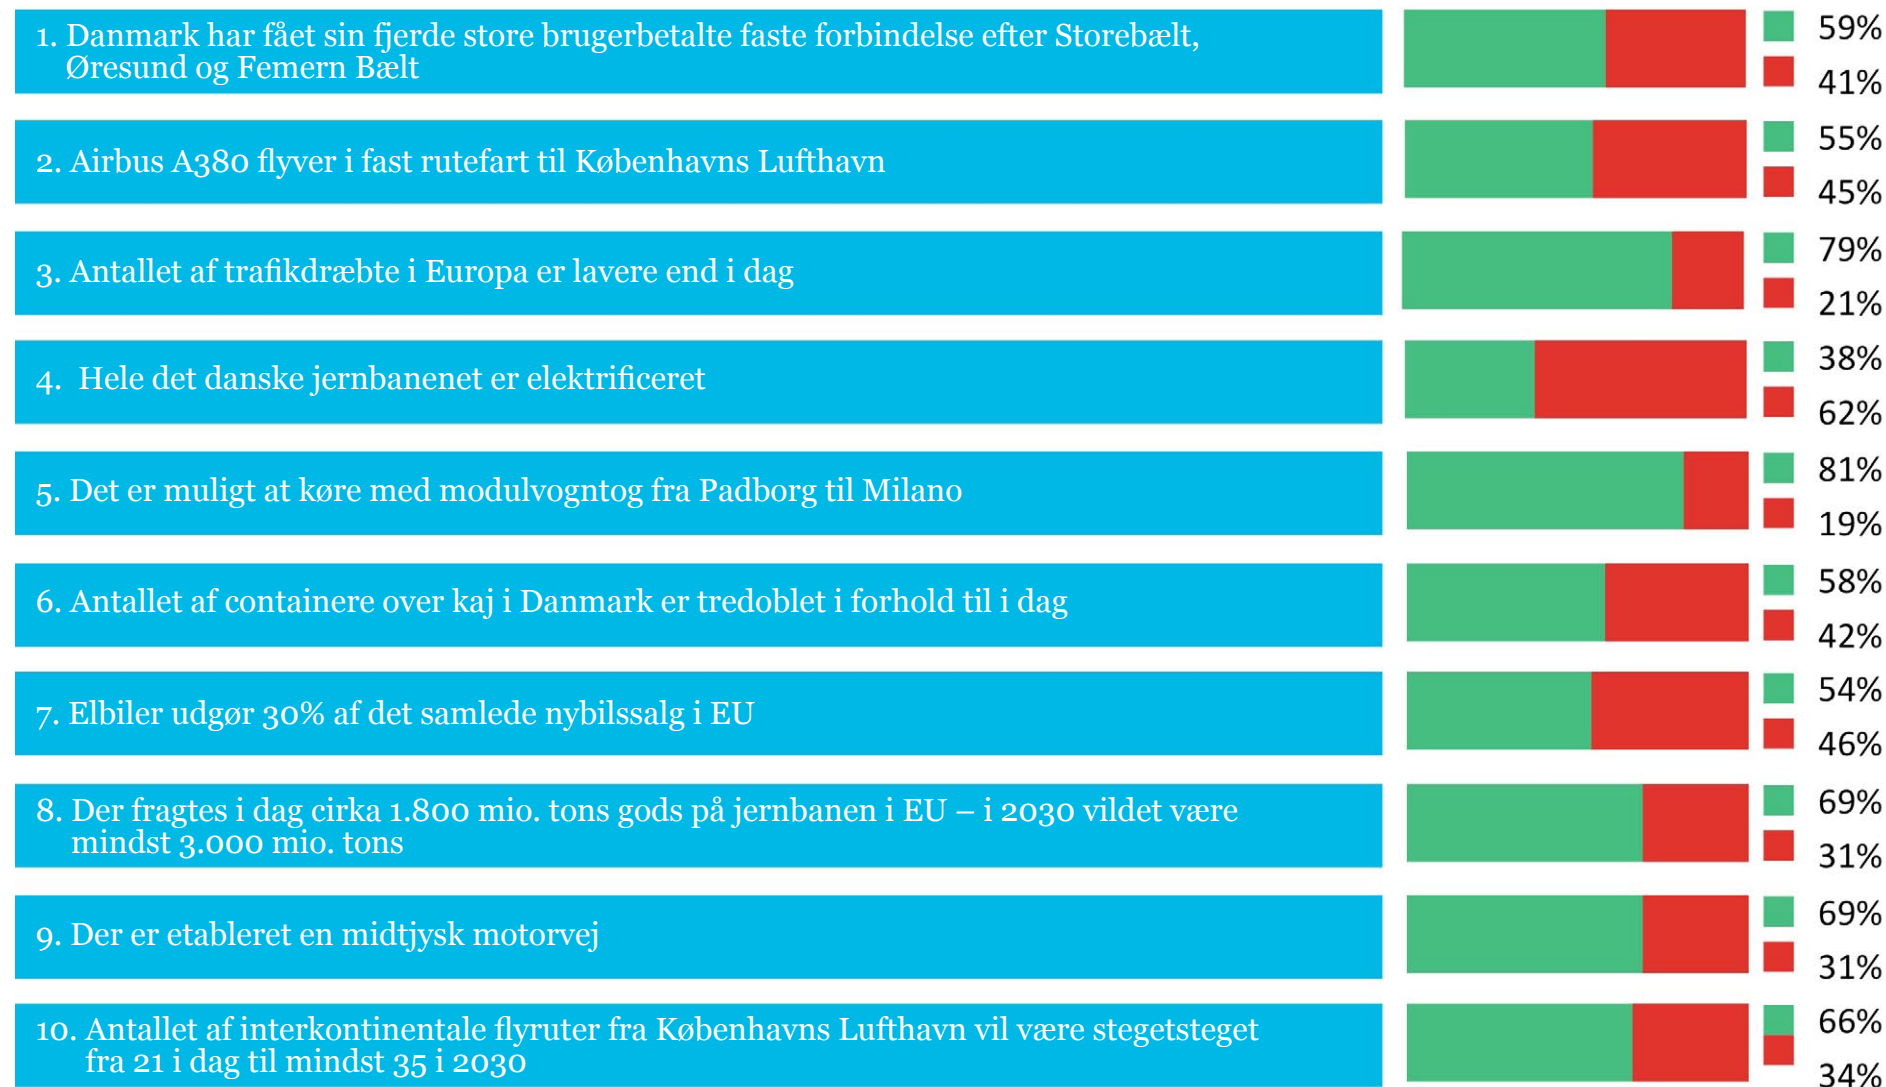 1. Danmark har fået sin fjerde store brugerbetalte faste forbindelse efter Storebælt,
Øresund og Femern Bælt
59%
41%
2. Airbus A380 flyver i fast rutefart til Københavns Lufthavn
55%
45%
3. Antallet af trafikdræbte i Europa er lavere end i dag
79%
21%
4. Hele det danske jernbanenet er elektrificeret
38%
62%
5. Det er muligt at køre med modulvogntog fra Padborg til Milano
81%
19%
6. Antallet af containere over kaj i Danmark er tredoblet i forhold til i dag
58%
42%
7. Elbiler udgør 30% af det samlede nybilssalg i EU
54%
46%
8. Der fragtes i dag cirka 1.800 mio. tons gods på jernbanen i EU – i 2030 vildet være
mindst 3.000 mio. tons
69%
31%
9. Der er etableret en midtjysk motorvej
69%
31%
10. Antallet af interkontinentale flyruter fra Københavns Lufthavn vil være stegetsteget
fra 21 i dag til mindst 35 i 2030
66%
34%